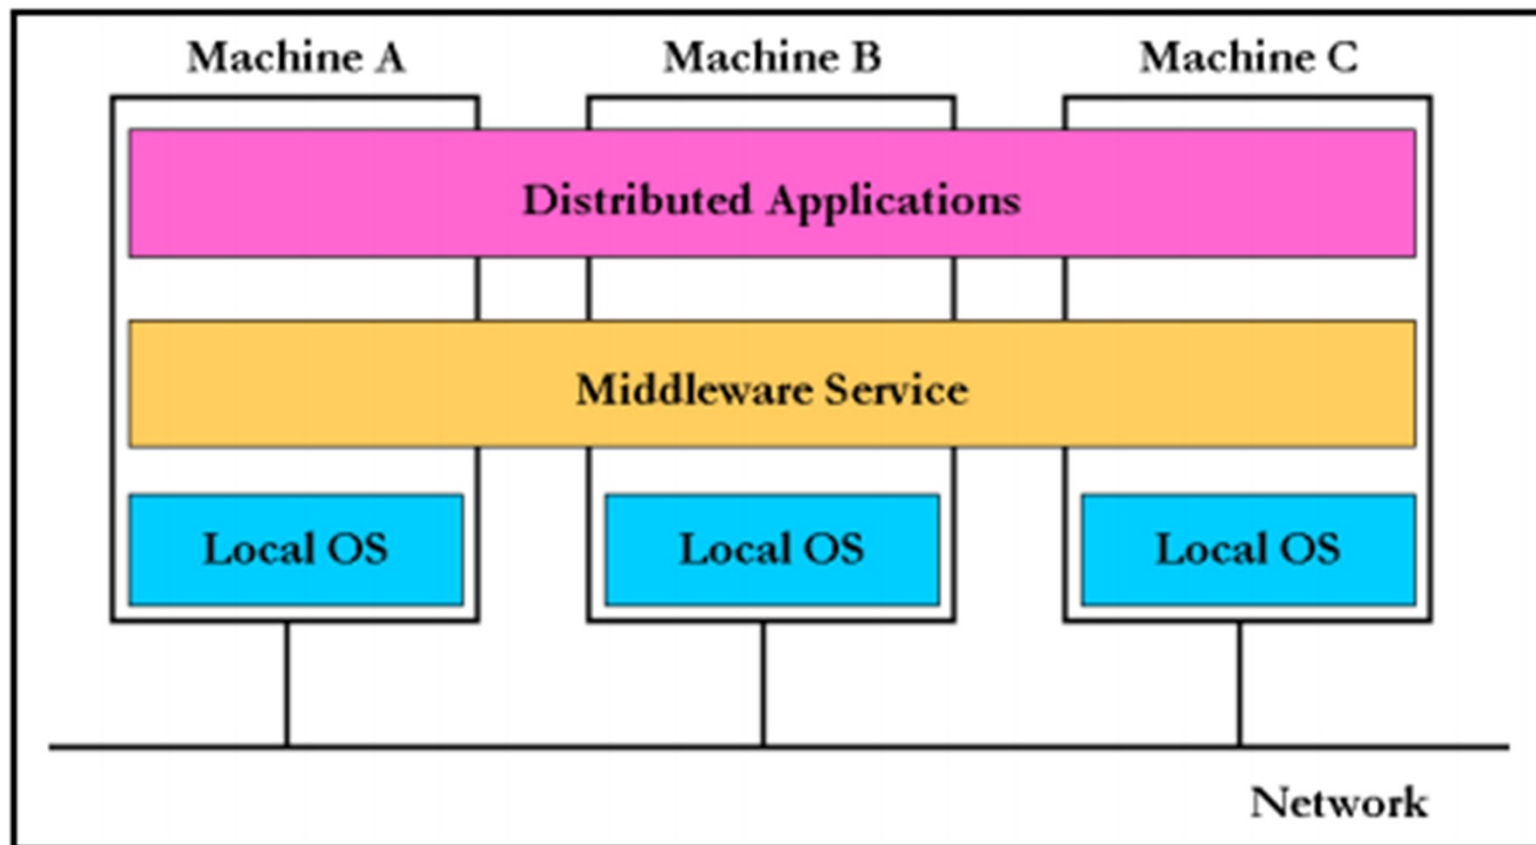 Machine A
Machine B
Machine C
Distributed Applications
Middleware Service
Local OS
Local OS
Local OS
Network